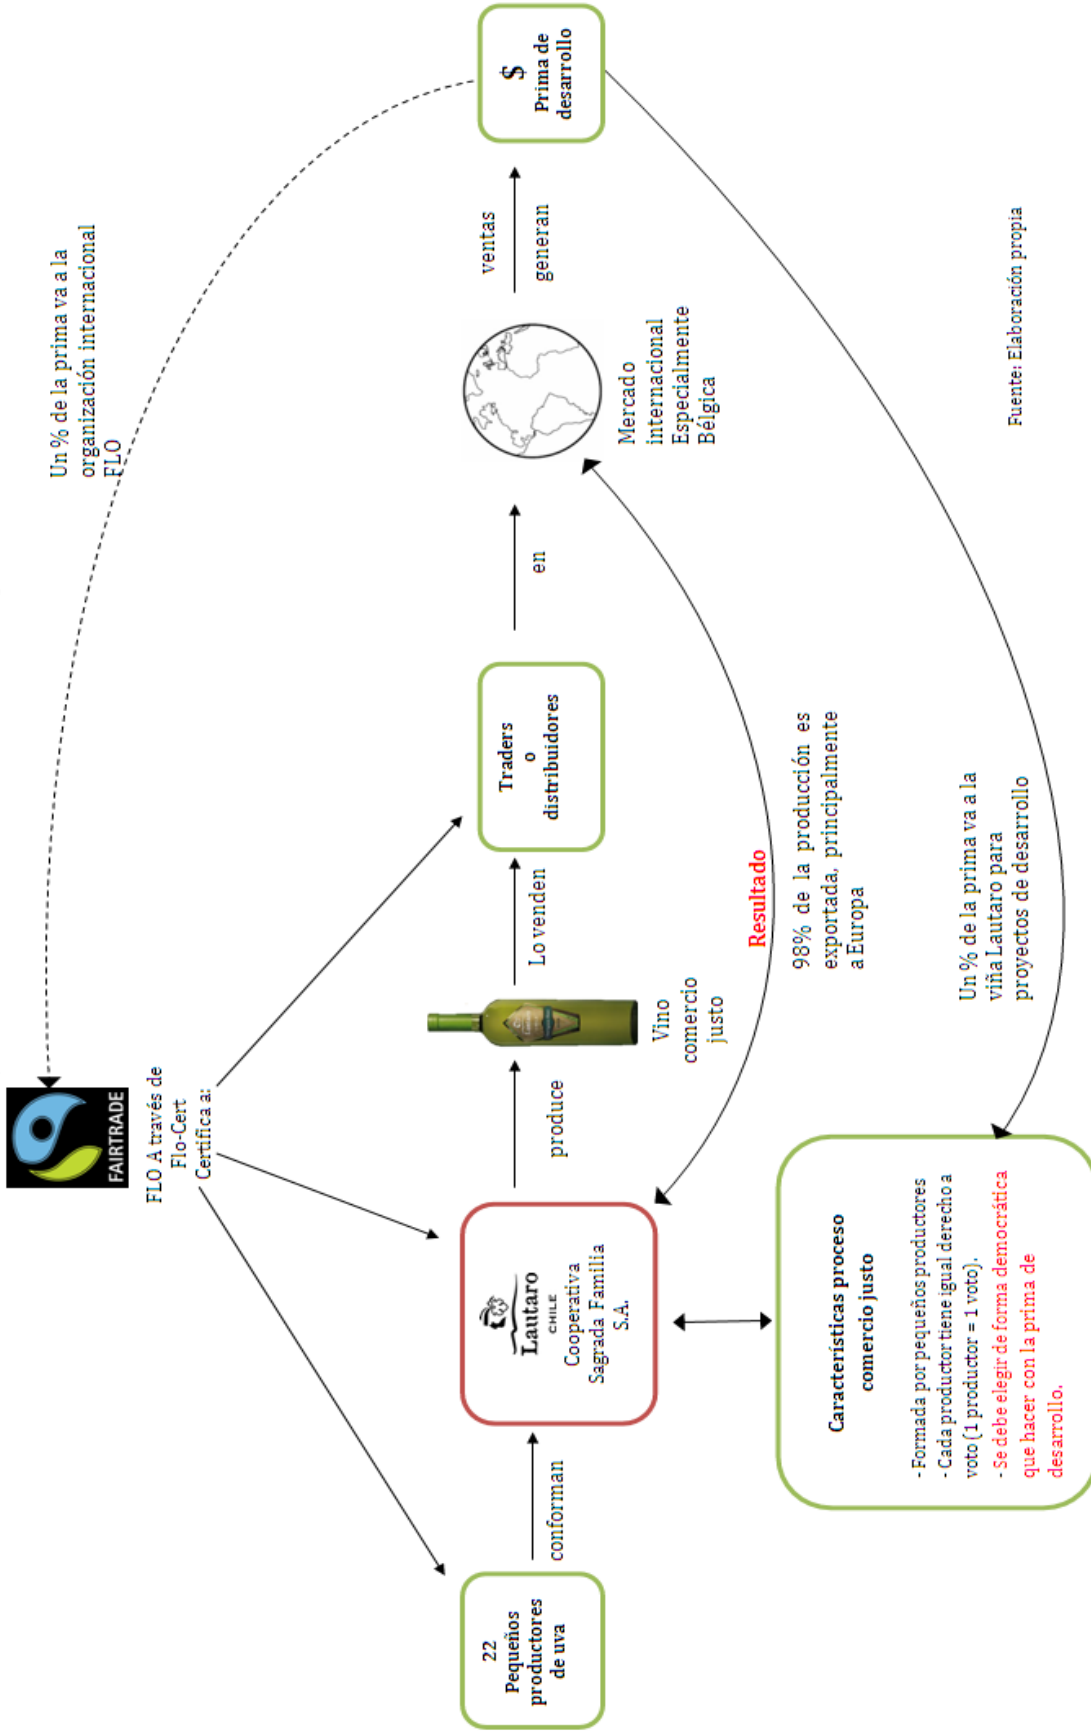 FAIRTRADE
FLO A través de
Flo-Cert
Certifica a:
Un % de la prima va a la
organización internacional
FLO
22
Pequeños
productores
de uva
conforman
Lautaro
CHILE
Cooperativa
Sagrada Familia
S.A.
produce
Vino
comercio
justo
Lo venden
Traders
o
distribuidores
en
Mercado
internacional
Especialmente
Bélgica
ventas
generan
$
Prima de
desarrollo
Resultado
98% de la producción es
exportada, principalmente
a Europa
Características proceso
comercio justo
- Formada por pequeños productores
- Cada productor tiene igual derecho a
voto (1 productor = 1 voto).
- Se debe elegir de forma democrática
que hacer con la prima de
desarrollo.
Un % de la prima va a la
viña Lautaro para
proyectos de desarrollo
Fuente: Elaboración propia